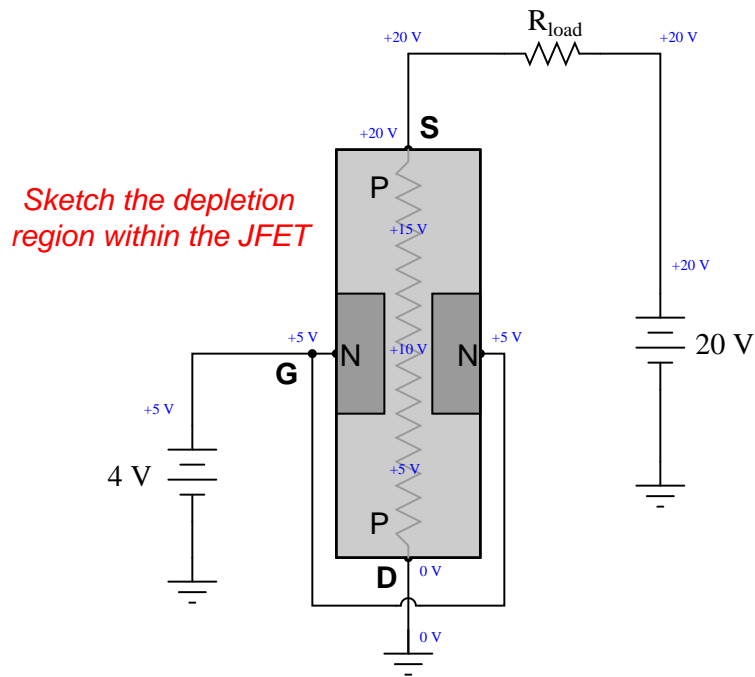 R_load
+20 V
+20 V
+20 V
S
P
Sketch the depletion
region within the JFET
+15 V
+20 V
+5 V
+5 V
20 V
N
+10 V
N
G
+5 V
4 V
+5 V
P
D
0 V
0 V